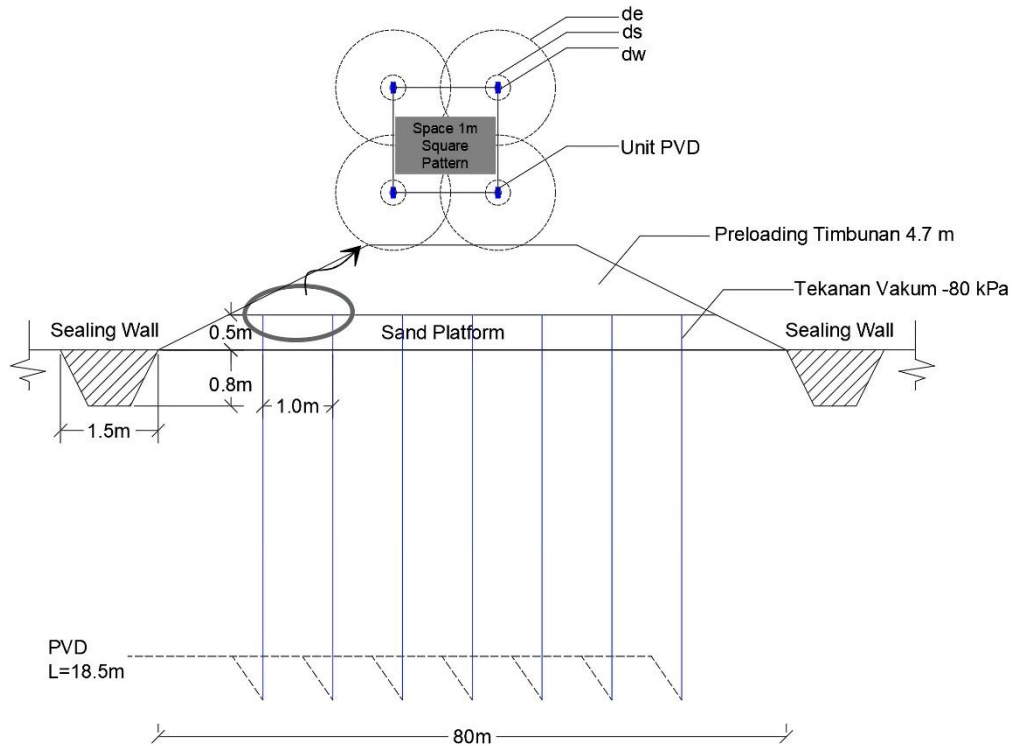 de
ds
dw
Space 1m
Square
Pattern
Unit PVD
Preloading Timbunan 4.7 m
Tekanan Vakum -80 kPa
Sealing Wall
0.5m
Sand Platform
Sealing Wall
0.8m
1.0m
1.5m
PVD
L=18.5m
80m